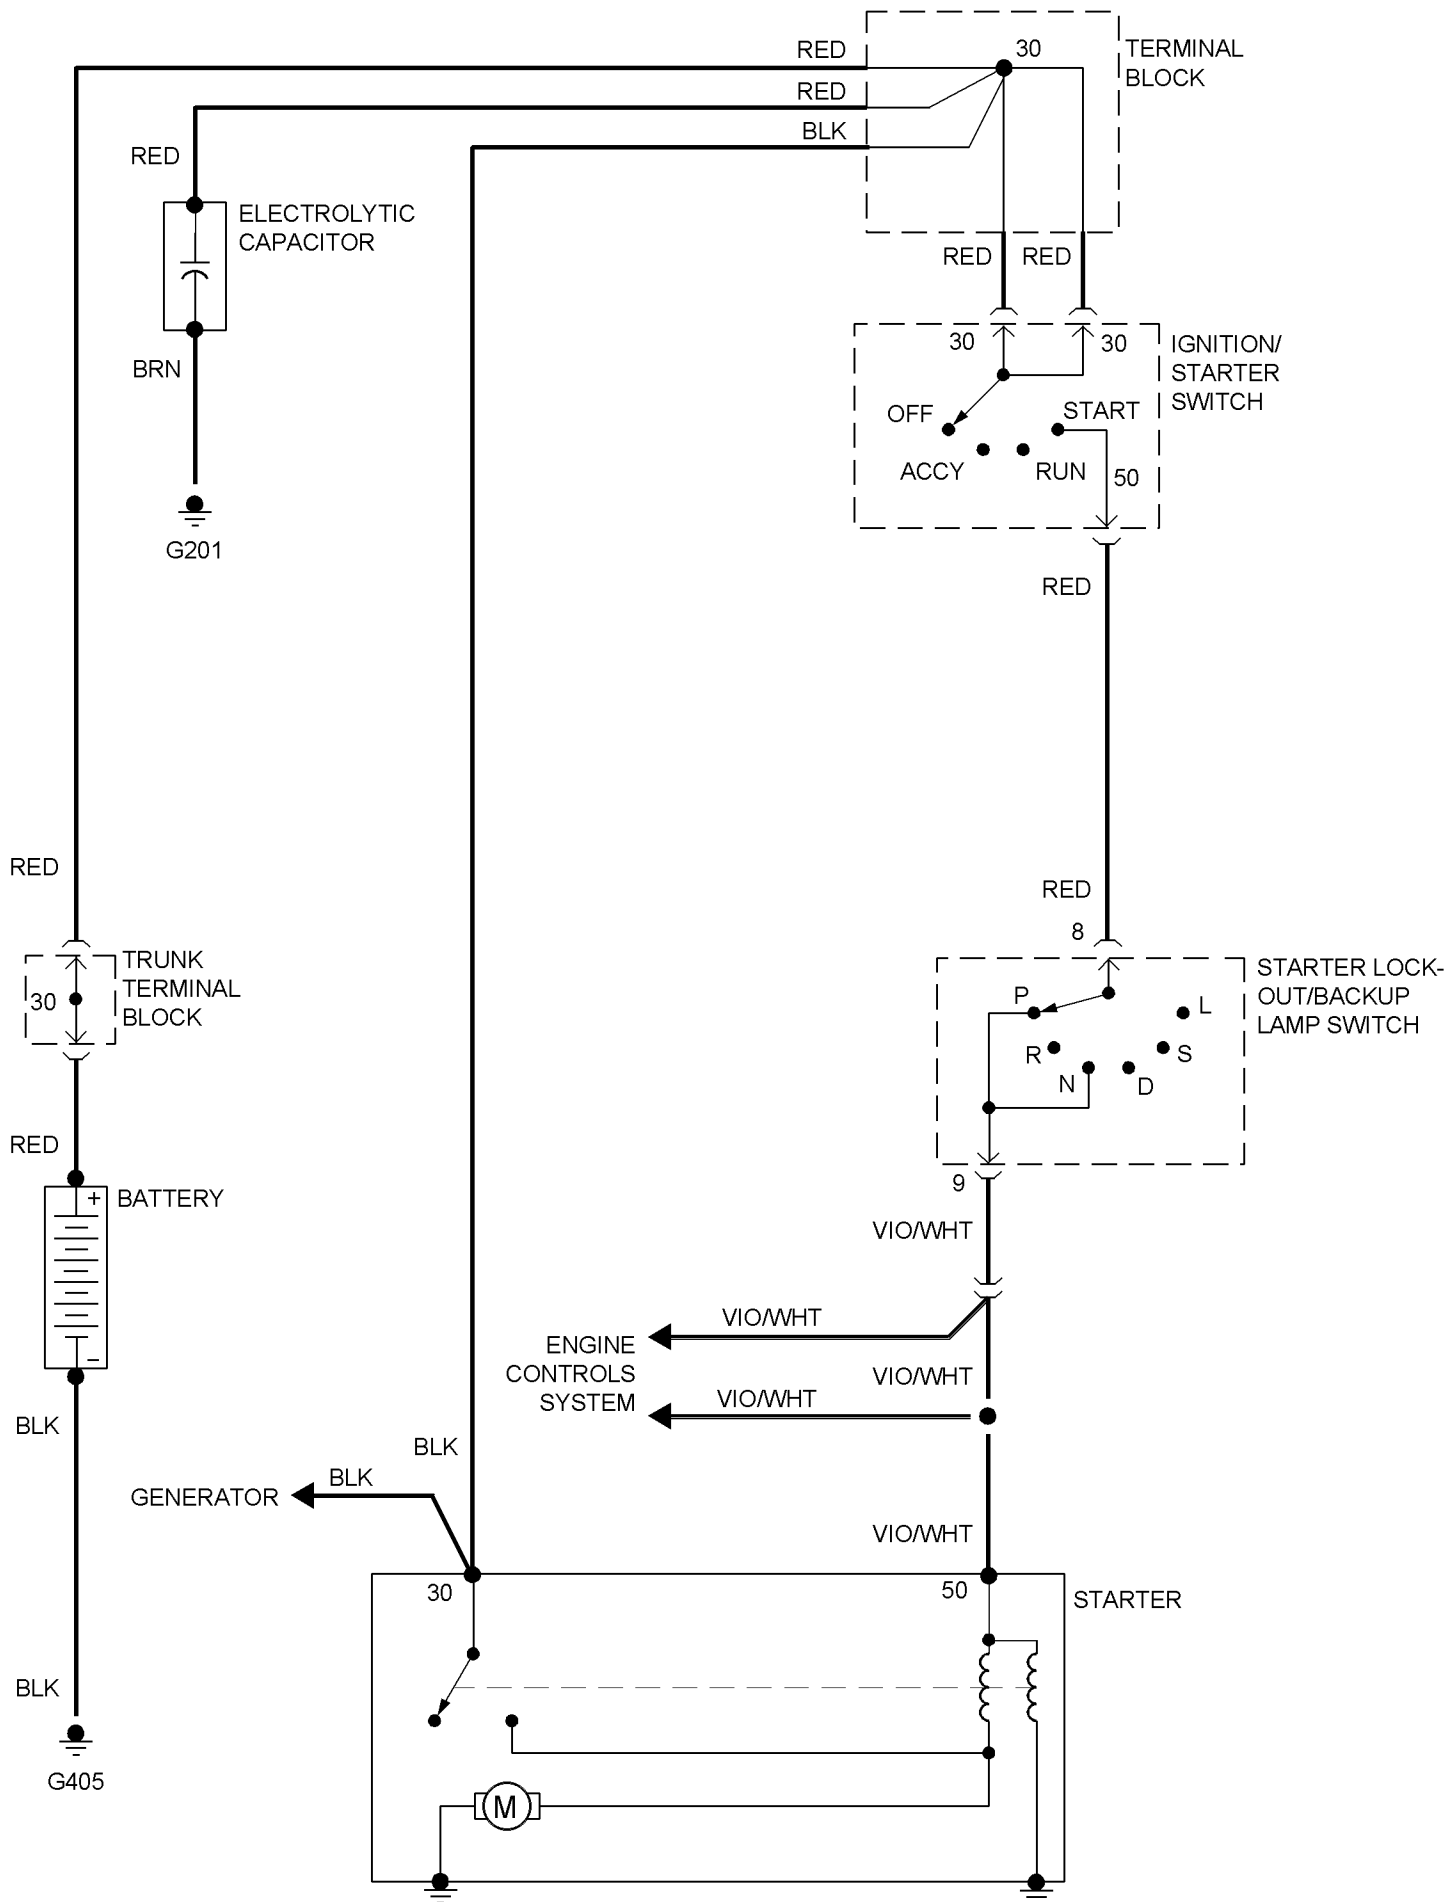 RED
30
TERMINAL
BLOCK
RED
BLK
RED
ELECTROLYTIC
CAPACITOR
RED
RED
30
30
IGNITION/
STARTER
SWITCH
BRN
OFF
START
ACCY
RUN
50
G201
RED
RED
RED
8
TRUNK
TERMINAL
BLOCK
30
STARTER LOCK-
OUT/BACKUP
LAMP SWITCH
P
L
R
S
N
D
RED
9
BATTERY
+
–
VIO/WHT
VIO/WHT
ENGINE
CONTROLS
SYSTEM
VIO/WHT
VIO/WHT
BLK
BLK
BLK
GENERATOR
VIO/WHT
30
50
STARTER
BLK
G405
M